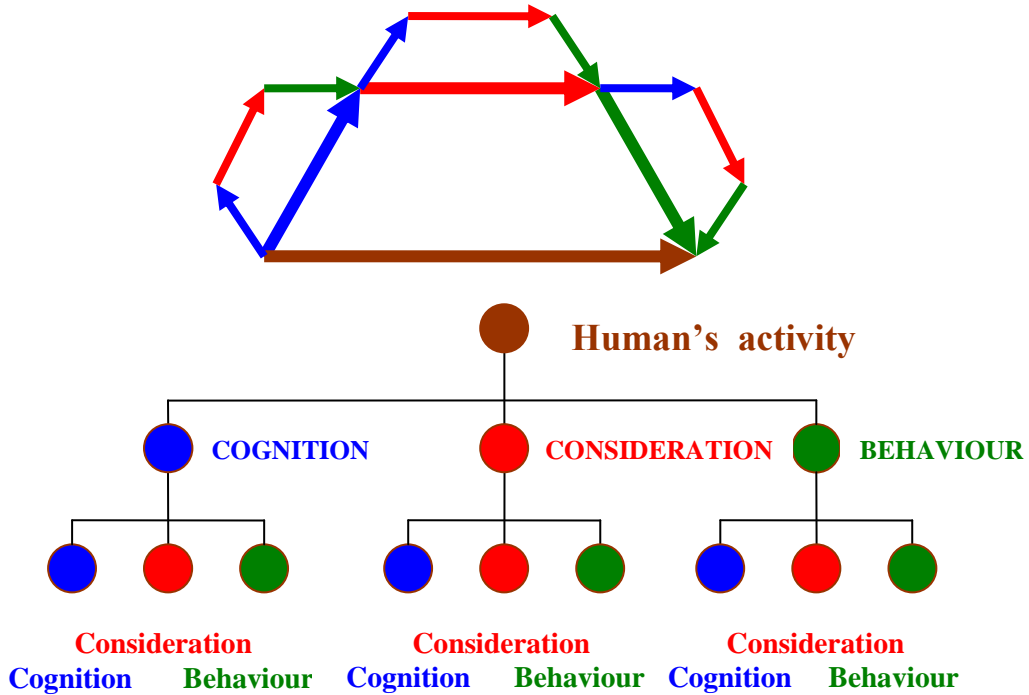 Human's activity
COGNITION CONSIDERATION BEHAVIOUR
Consideration Consideration Consideration
Cognition Behaviour Cognition Behaviour Cognition Behaviour